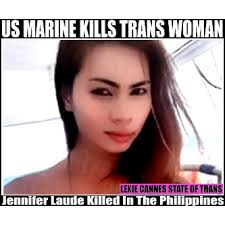 US MARINE KILLS TRANS WOMAN
LEXIE CANNES STATE OF TRANS
Jennifer Laude Killed In The Philippines